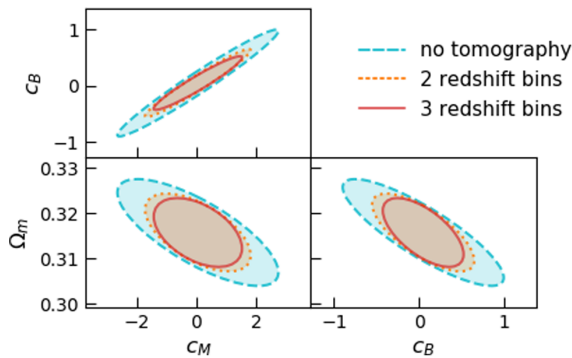 1
0
−1
c_B
no tomography
2 redshift bins
3 redshift bins
0.33
0.32
0.31
0.30
Ω_m
−2 0 2
c_M
−1 0 1
c_B